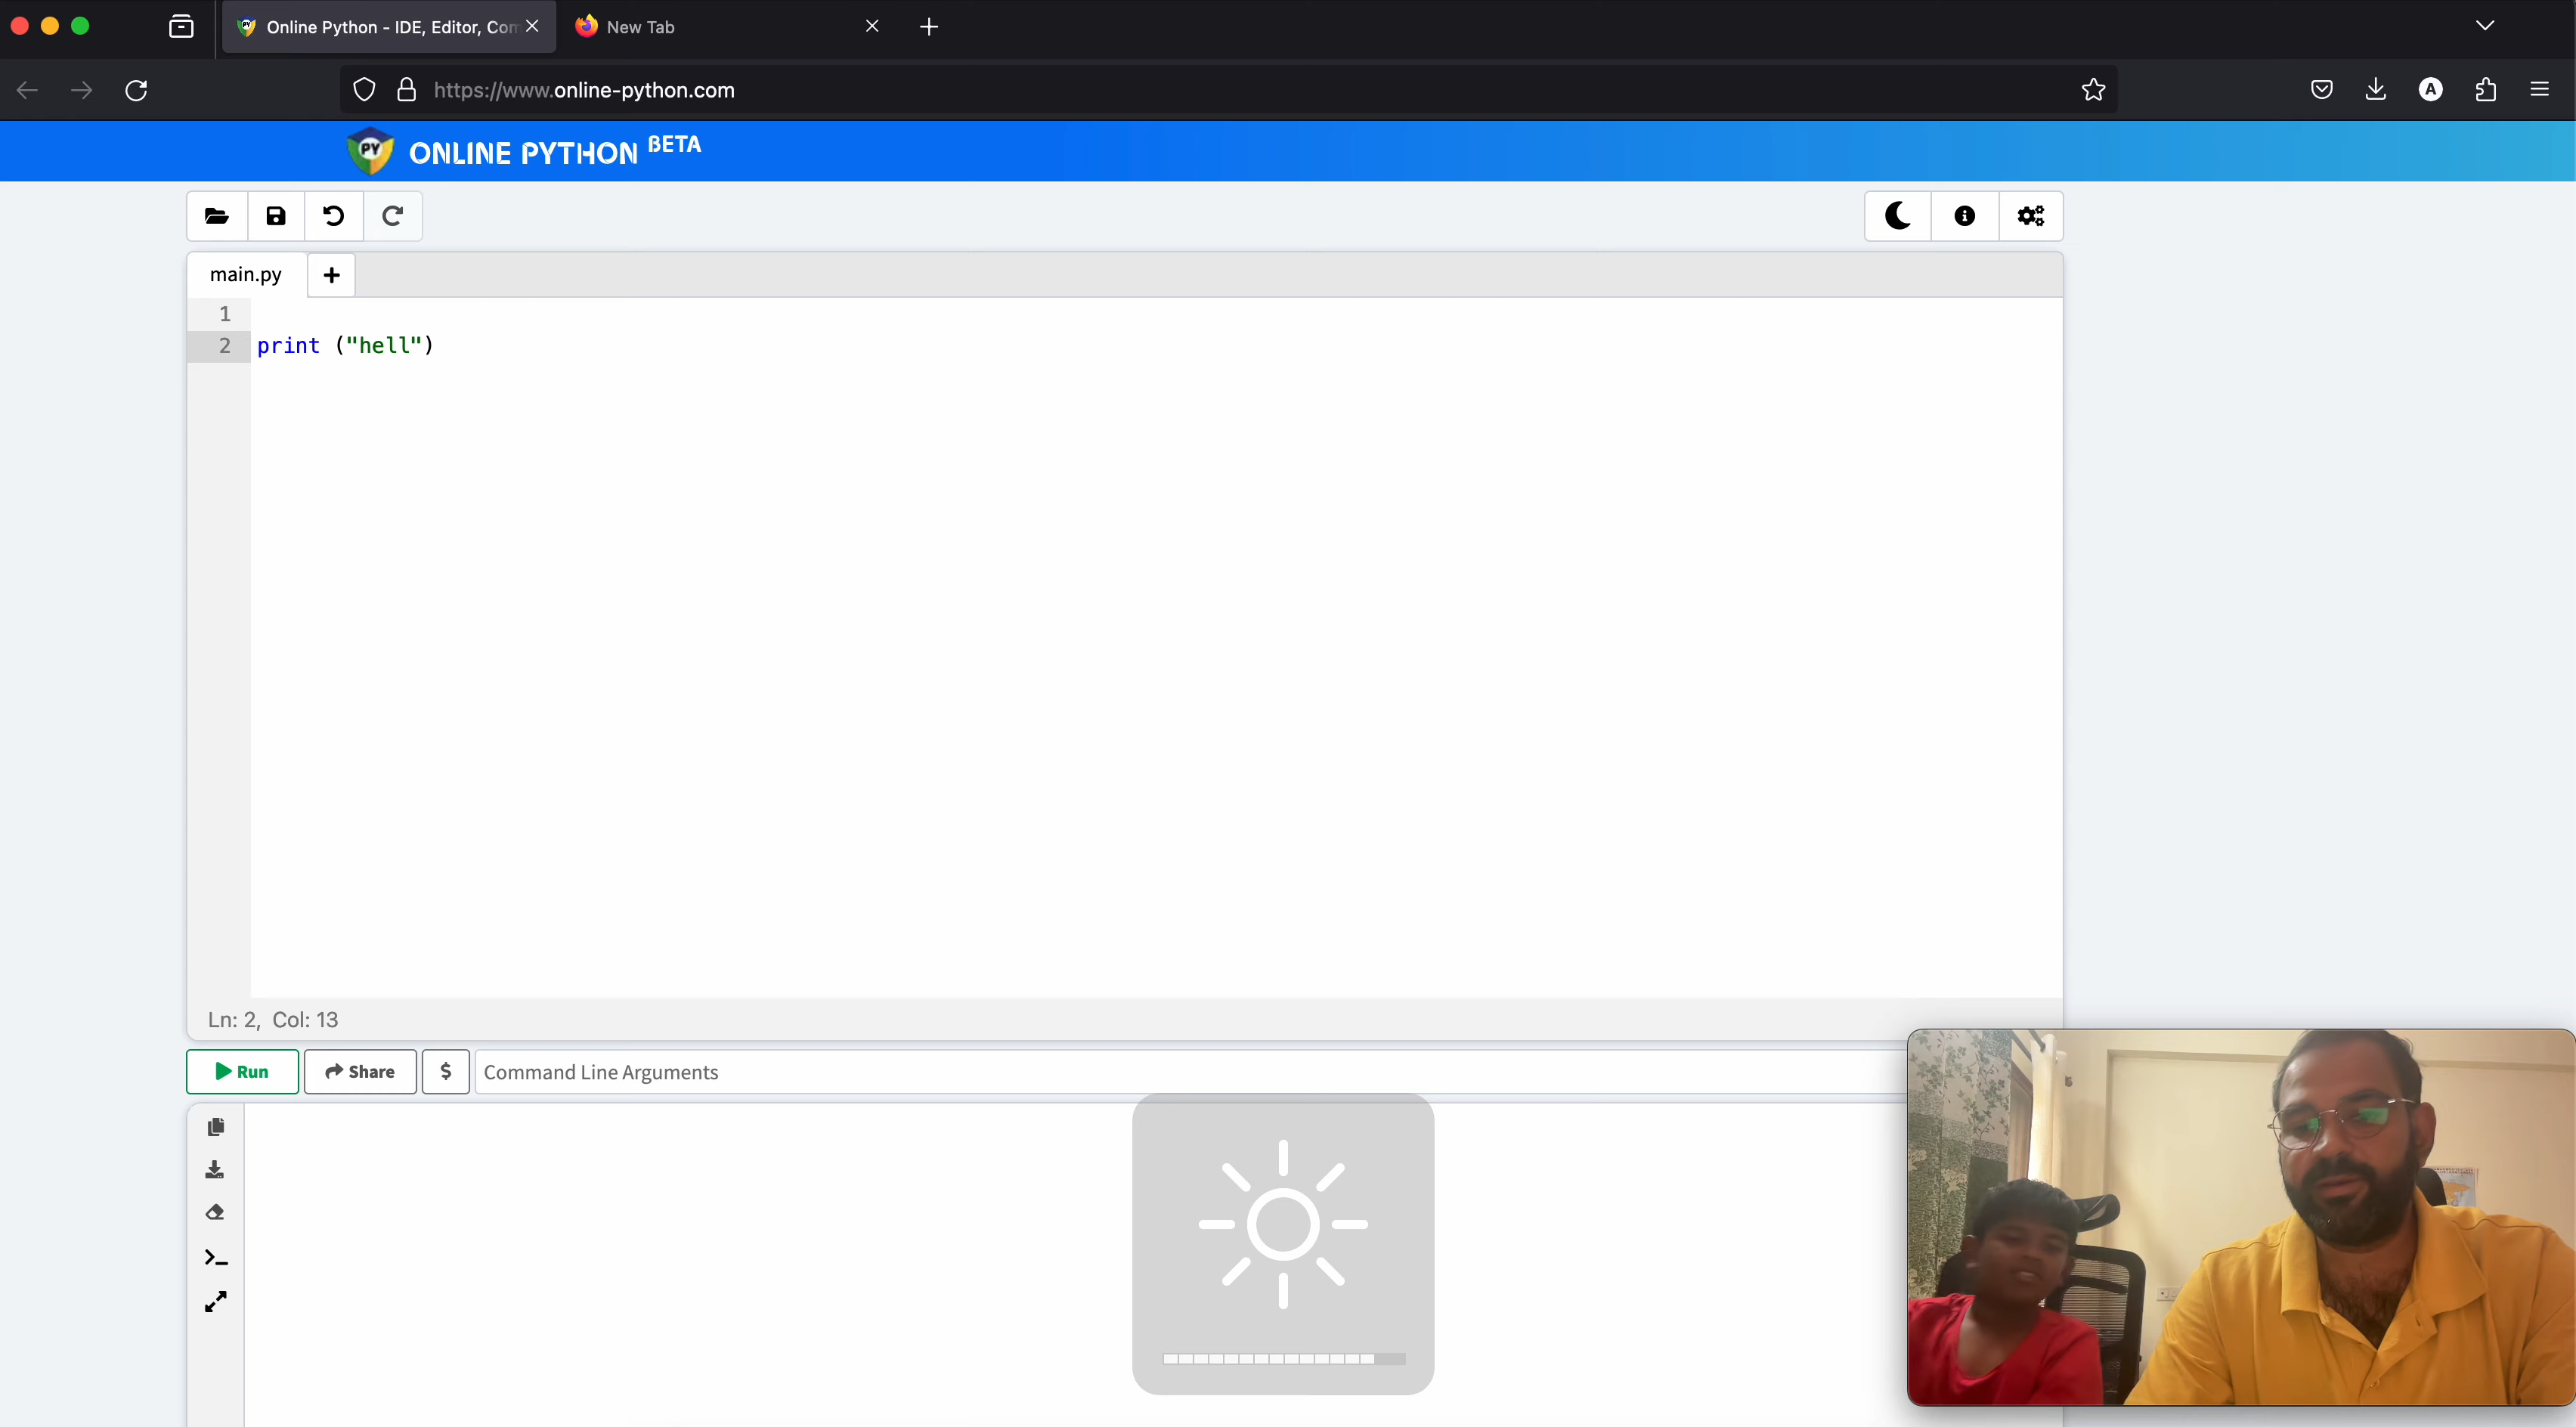 Online Python - IDE, Editor, Com
New Tab
https://www.online-python.com
A
PY
ONLINE PYTHON BETA
main.py
1
2 print ("hell")
Ln: 2, Col: 13
Run
Share
$
Command Line Arguments